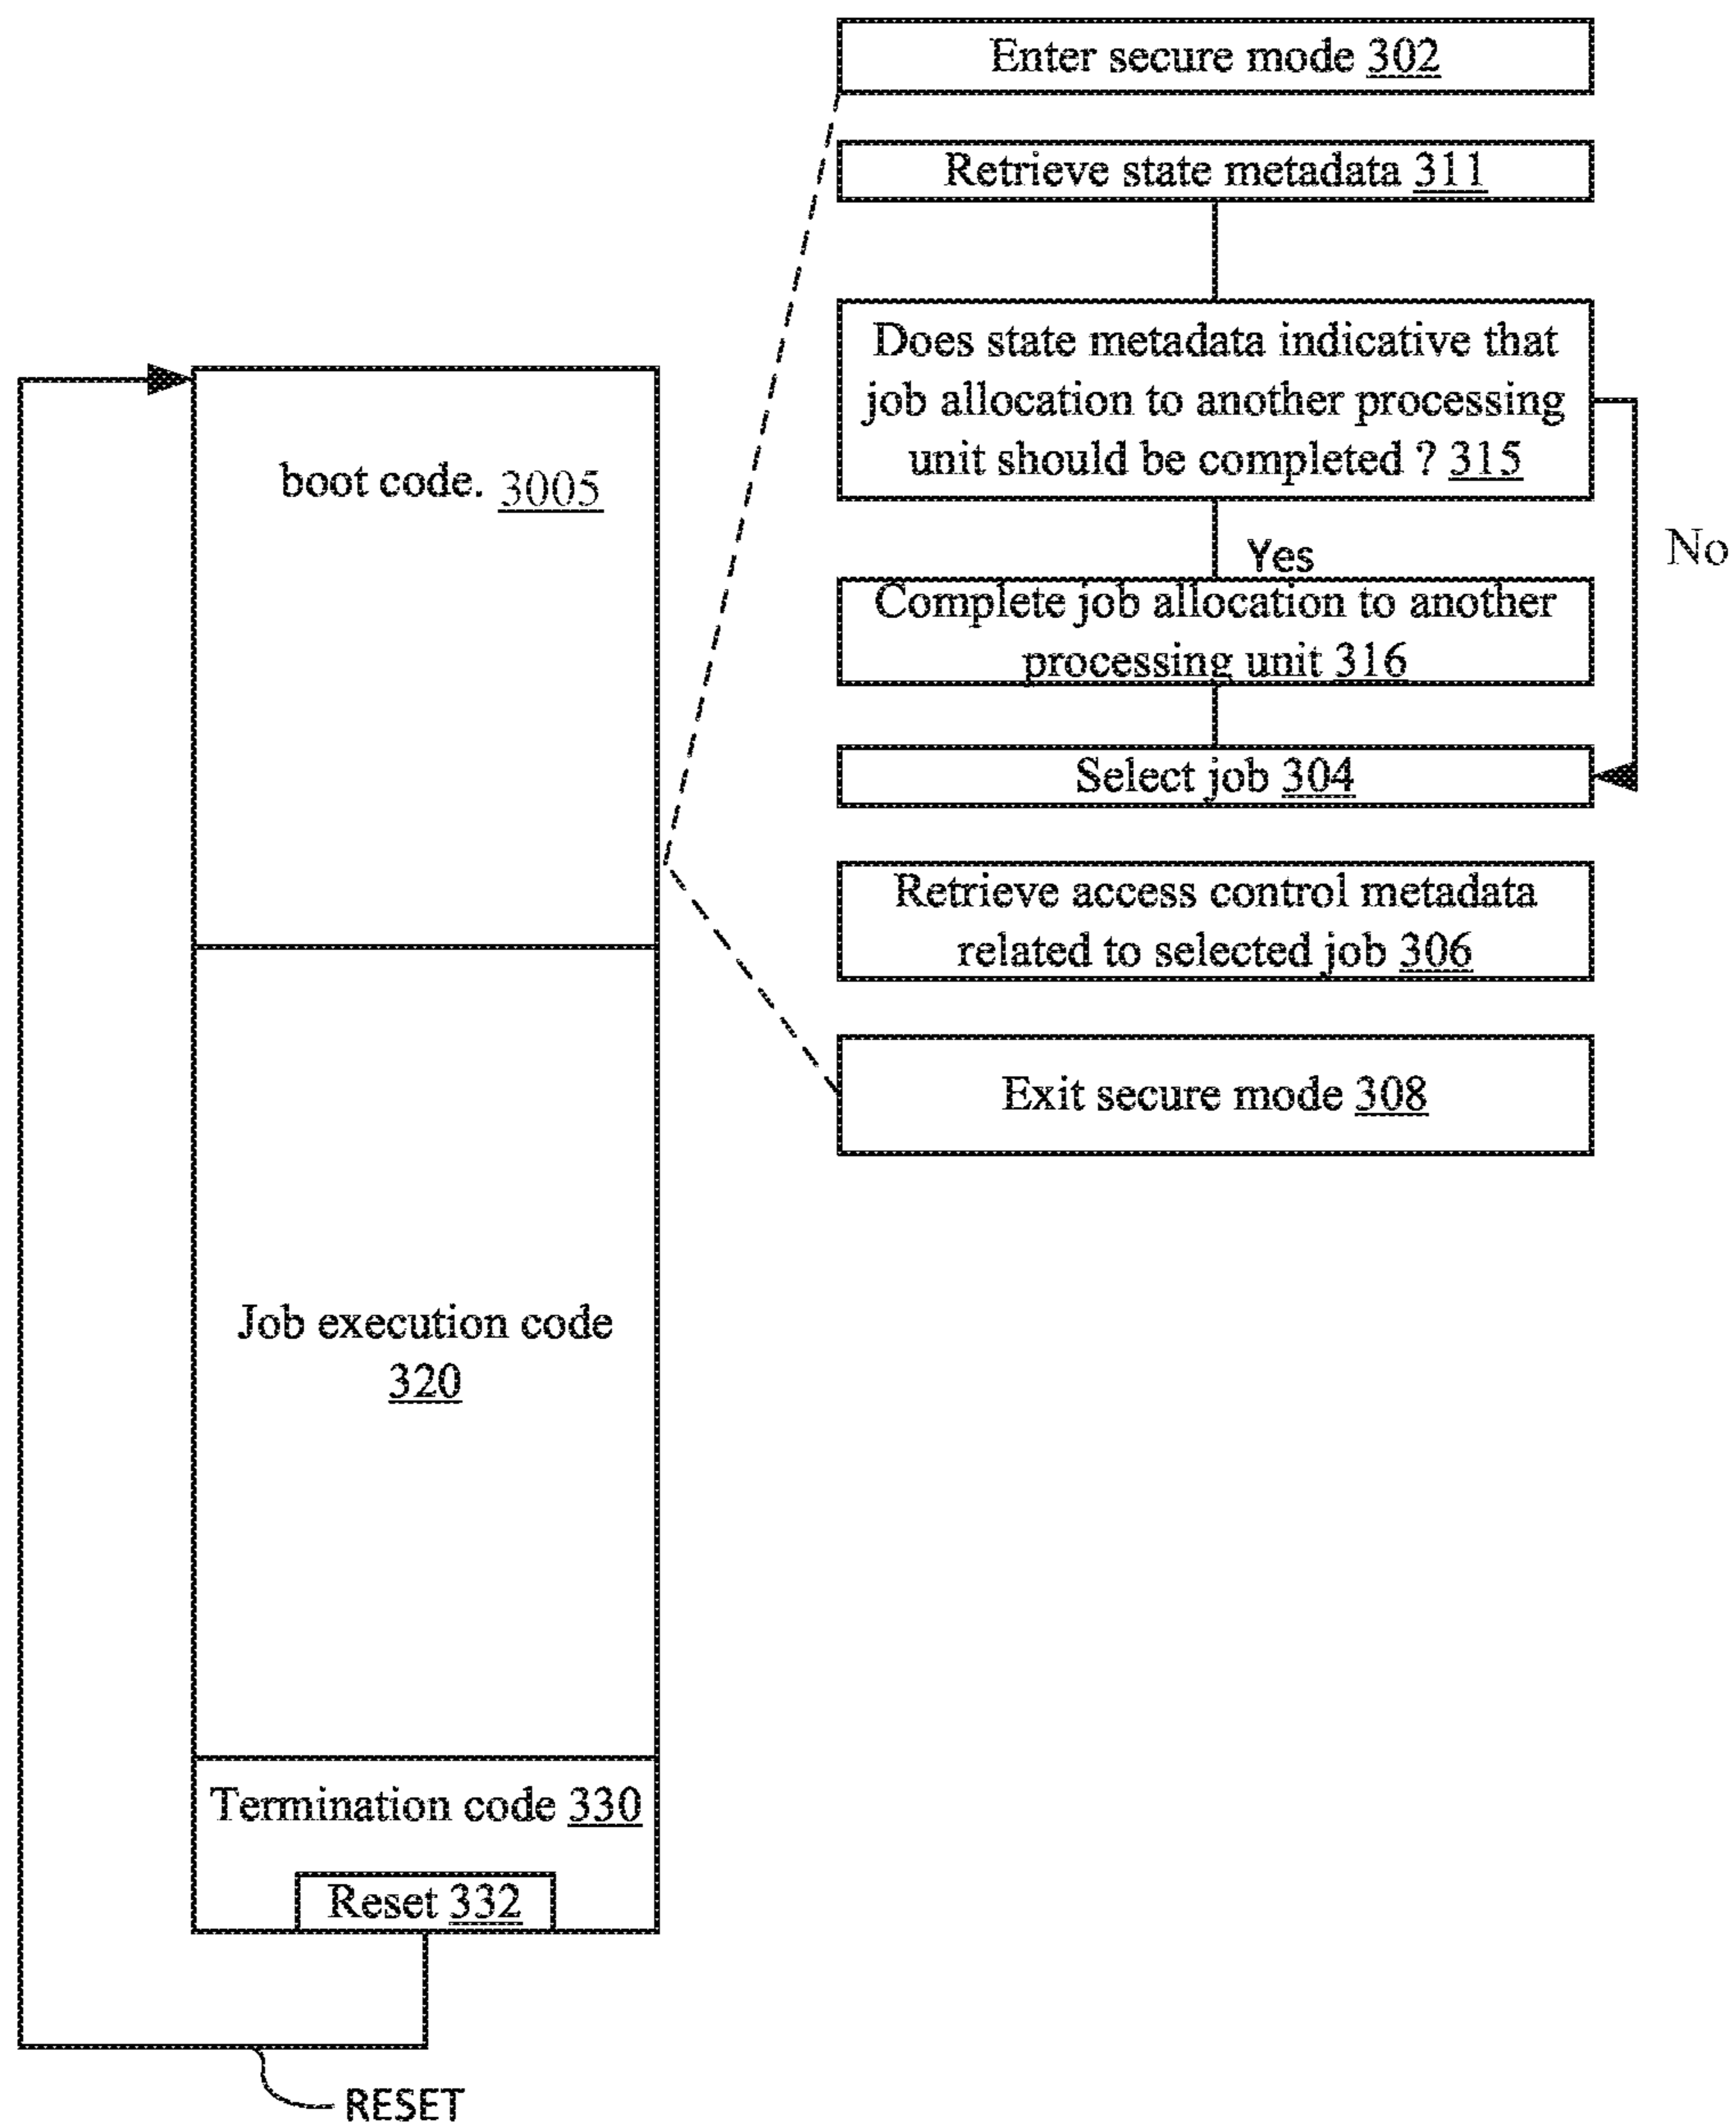 Enter secure mode 302
Retrieve state metadata 311
Does state metadata indicative that
job allocation to another processing
unit should be completed ? 315
No
Yes
Complete job allocation to another
processing unit 316
Select job 304
Retrieve access control metadata
related to selected job 306
Exit secure mode 308
boot code. 3005
Job execution code
320
Termination code 330
Reset 332
RESET